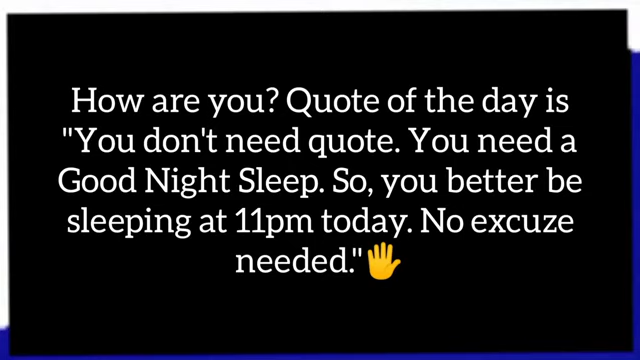 How are you? Quote of the day is
"You don't need quote. You need a
Good Night Sleep. So, you better be
sleeping at 11pm today. No excuze
needed."🖐